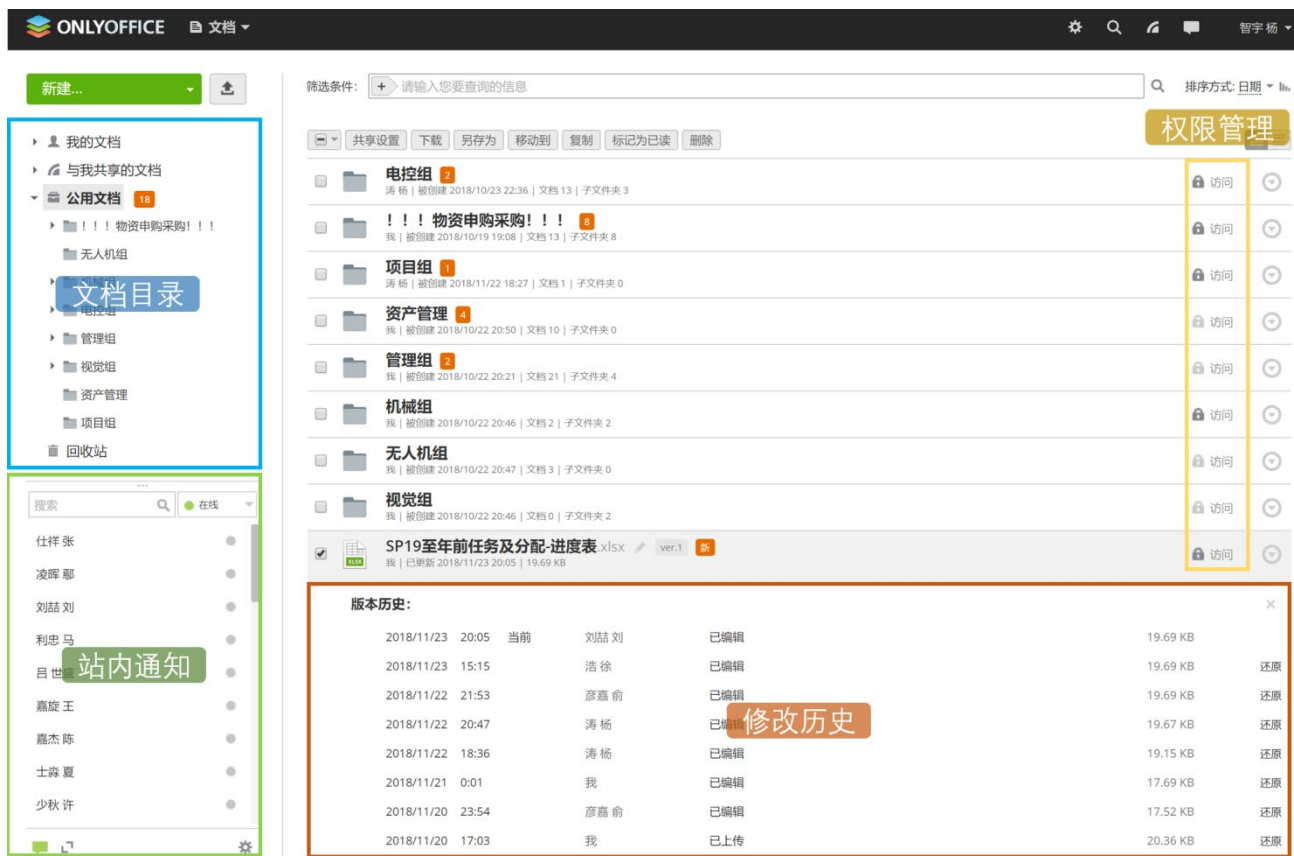 ONLYOFFICE 文档 智宇 杨
新建...
筛选条件: + 请输入您要查询的信息 排序方式: 日期
权限管理
共享设置 下载 另存为 移动到 复制 标记为已读 删除
我的文档
与我共享的文档
公用文档 18
！！！物资申购采购！！！
无人机组
文档目录
管理组
视觉组
资产管理
项目组
回收站
电控组 2
涛 杨 | 被创建 2018/10/23 22:36 | 文档 13 | 子文件夹 3
访问
！！！物资申购采购！！！ 8
我 | 被创建 2018/10/19 19:08 | 文档 13 | 子文件夹 8
访问
项目组 1
涛 杨 | 被创建 2018/11/22 18:27 | 文档 1 | 子文件夹 0
访问
资产管理 4
我 | 被创建 2018/10/22 20:50 | 文档 10 | 子文件夹 0
访问
管理组 2
我 | 被创建 2018/10/22 20:21 | 文档 21 | 子文件夹 4
访问
机械组
我 | 被创建 2018/10/22 20:46 | 文档 2 | 子文件夹 2
访问
无人机组
我 | 被创建 2018/10/22 20:47 | 文档 3 | 子文件夹 0
访问
视觉组
我 | 被创建 2018/10/22 20:46 | 文档 0 | 子文件夹 2
访问
SP19至年前任务及分配-进度表.xlsx ver.1 新
XLSX
我 | 已更新 2018/11/23 20:05 | 19.69 KB
访问
搜索 在线
仕祥 张
凌晖 鄢
刘喆 刘
利忠 马
吕 世
站内通知
嘉旋 王
嘉杰 陈
士淼 夏
少秋 许
版本历史:
2018/11/23 20:05 当前 刘喆 刘 已编辑 19.69 KB
2018/11/23 15:15 浩 徐 已编辑 19.69 KB 还原
2018/11/22 21:53 彦嘉 俞 已编辑 19.69 KB 还原
2018/11/22 20:47 涛 杨 已编辑 19.67 KB 还原
修改历史
2018/11/22 18:36 涛 杨 已编辑 19.15 KB 还原
2018/11/21 0:01 我 已编辑 17.69 KB 还原
2018/11/20 23:54 彦嘉 俞 已编辑 17.52 KB 还原
2018/11/20 17:03 我 已上传 20.36 KB 还原